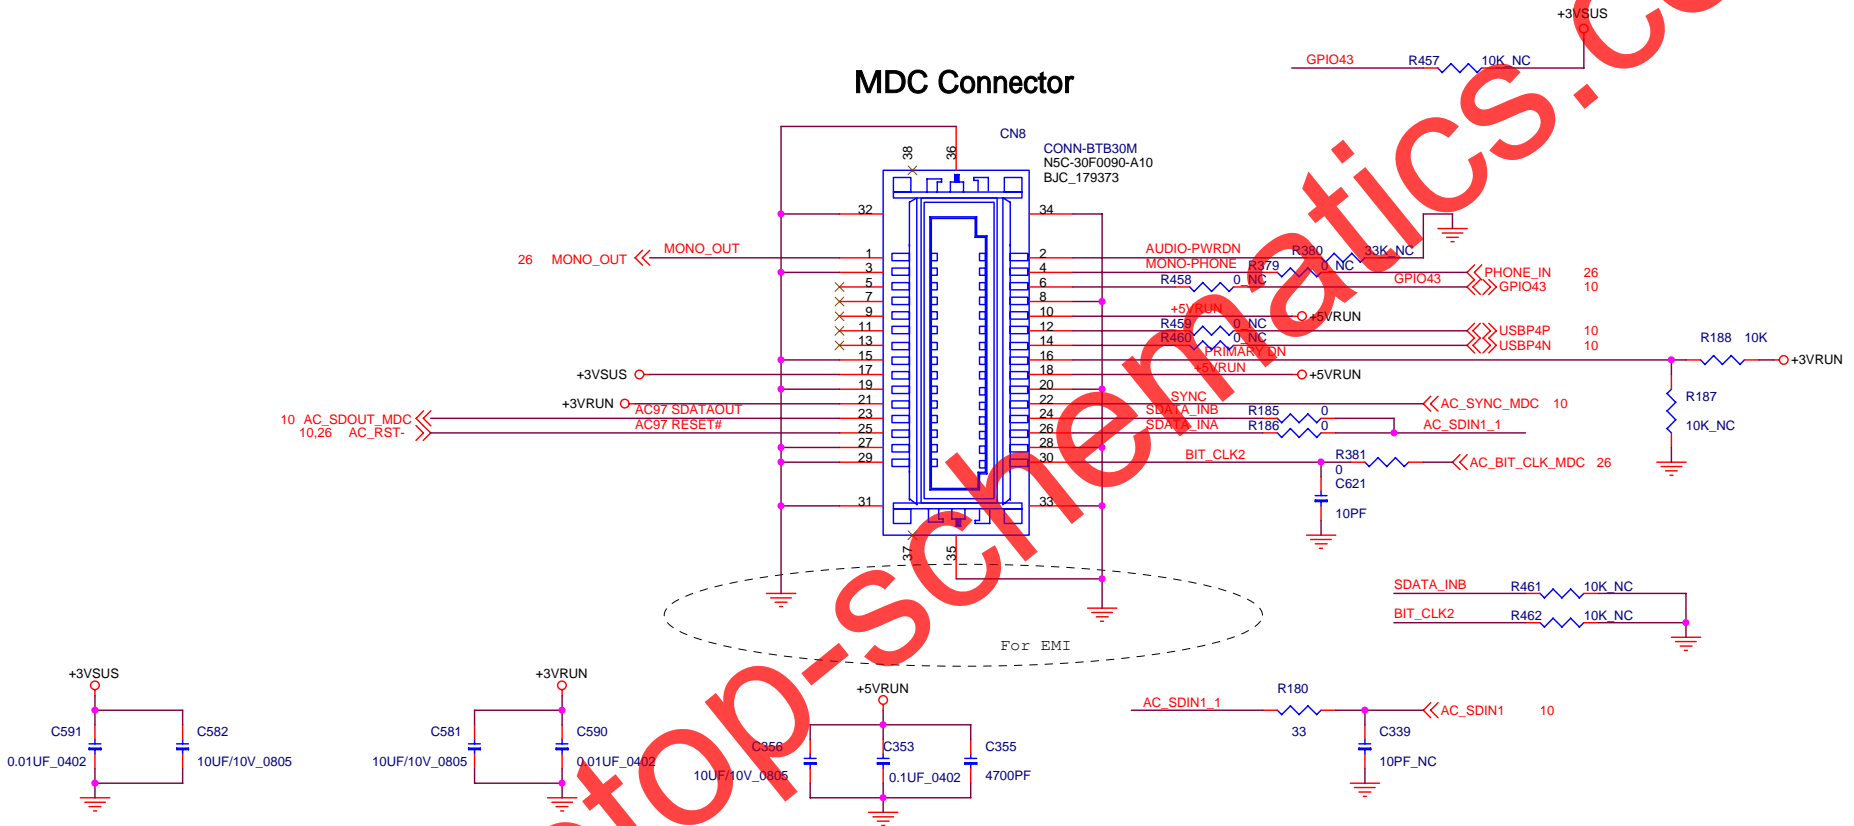 +3VSUS
GPIO43 R457 10K_NC
MDC Connector
CN8
CONN-BTB30M
N5C-30F0090-A10
BJC_179373
38 36
32 34
26 MONO_OUT MONO_OUT 1 2 AUDIO-PWRDN R380 33K_NC
3 4 MONO-PHONE R379 0_NC PHONE_IN 26
5 6 R458 0_NC GPIO43 GPIO43 10
7 8
9 10 +5VRUN +5VRUN
11 12 R459 0_NC USBP4P 10
13 14 R460 0_NC USBP4N 10
15 16 PRIMARY DN R188 10K +3VRUN
+3VSUS 17 18 +5VRUN +5VRUN
19 20
+3VRUN 21 22 SYNC AC_SYNC_MDC 10
R187
10K_NC
10 AC_SDOUT_MDC AC97 SDATAOUT 23 24 SDATA_INB R185 0
10,26 AC_RST- AC97 RESET# 25 26 SDATA_INA R186 0 AC_SDIN1_1
27 28
29 30 BIT_CLK2 R381 0 AC_BIT_CLK_MDC 26
C621
10PF
31 33
37 35
For EMI
SDATA_INB R461 10K_NC
BIT_CLK2 R462 10K_NC
+3VSUS
C591 C582
0.01UF_0402 10UF/10V_0805
+3VRUN
C581 C590
10UF/10V_0805 0.01UF_0402
+5VRUN
C356 C353 C355
10UF/10V_0805 0.1UF_0402 4700PF
AC_SDIN1_1 R180 33 AC_SDIN1 10
C339
10PF_NC
top-schematics.co